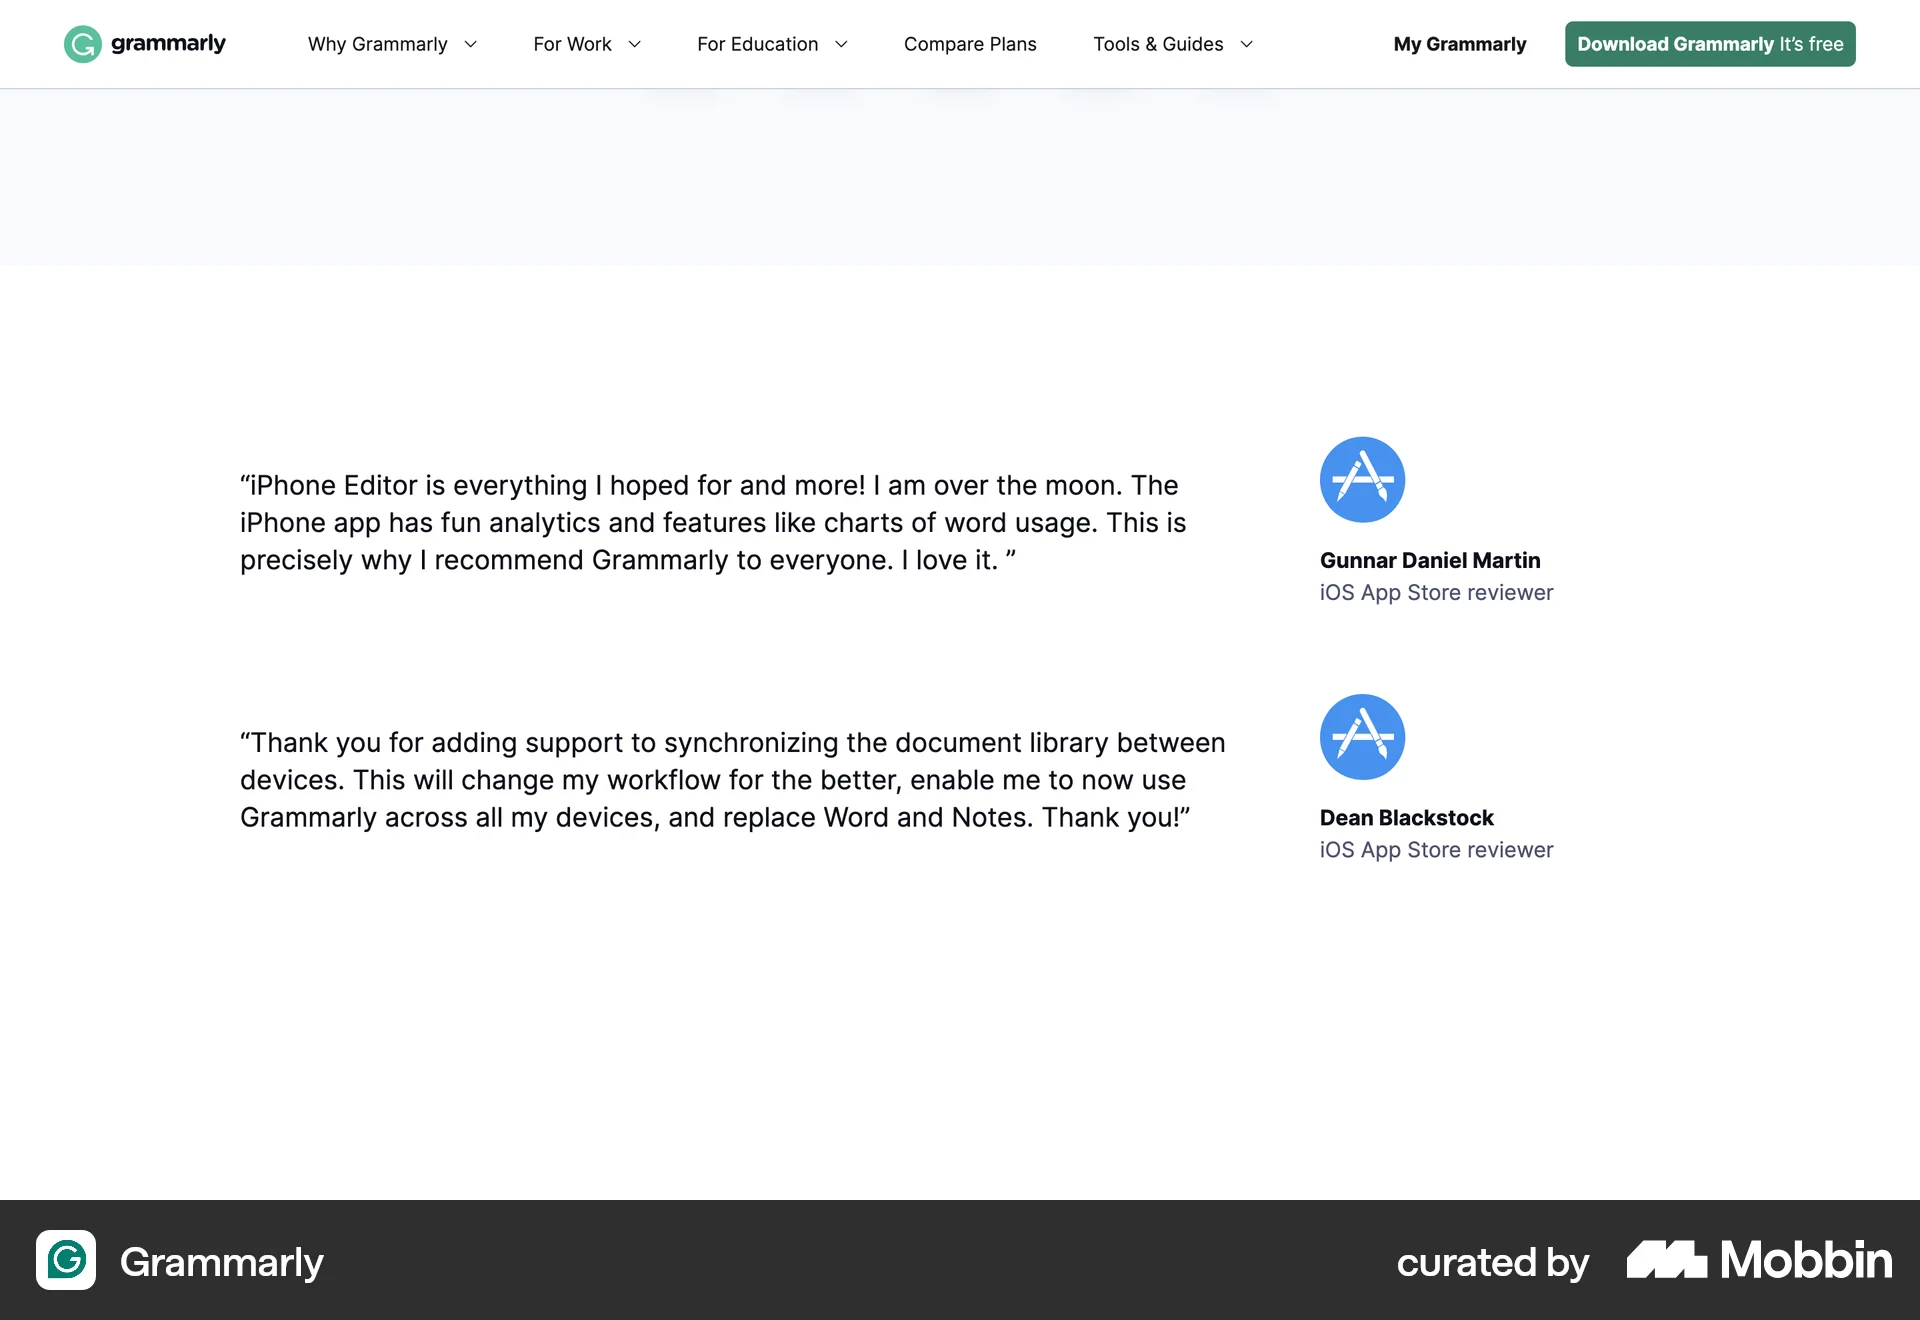 grammarly
Why Grammarly
For Work
For Education
Compare Plans
Tools & Guides
My Grammarly
Download Grammarly It’s free
“iPhone Editor is everything I hoped for and more! I am over the moon. The
iPhone app has fun analytics and features like charts of word usage. This is
precisely why I recommend Grammarly to everyone. I love it. ”
Gunnar Daniel Martin
iOS App Store reviewer
“Thank you for adding support to synchronizing the document library between
devices. This will change my workflow for the better, enable me to now use
Grammarly across all my devices, and replace Word and Notes. Thank you!”
Dean Blackstock
iOS App Store reviewer
Grammarly
curated by
Mobbin